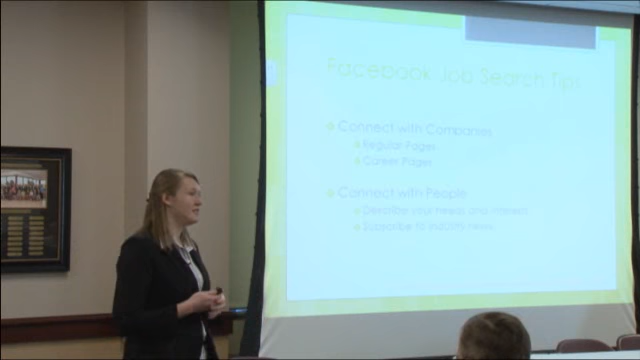 Facebook Job Search Tips
Connect with Companies
Regular Pages
Career Pages
Connect with People
Describe your needs and interests
Subscribe to industry news